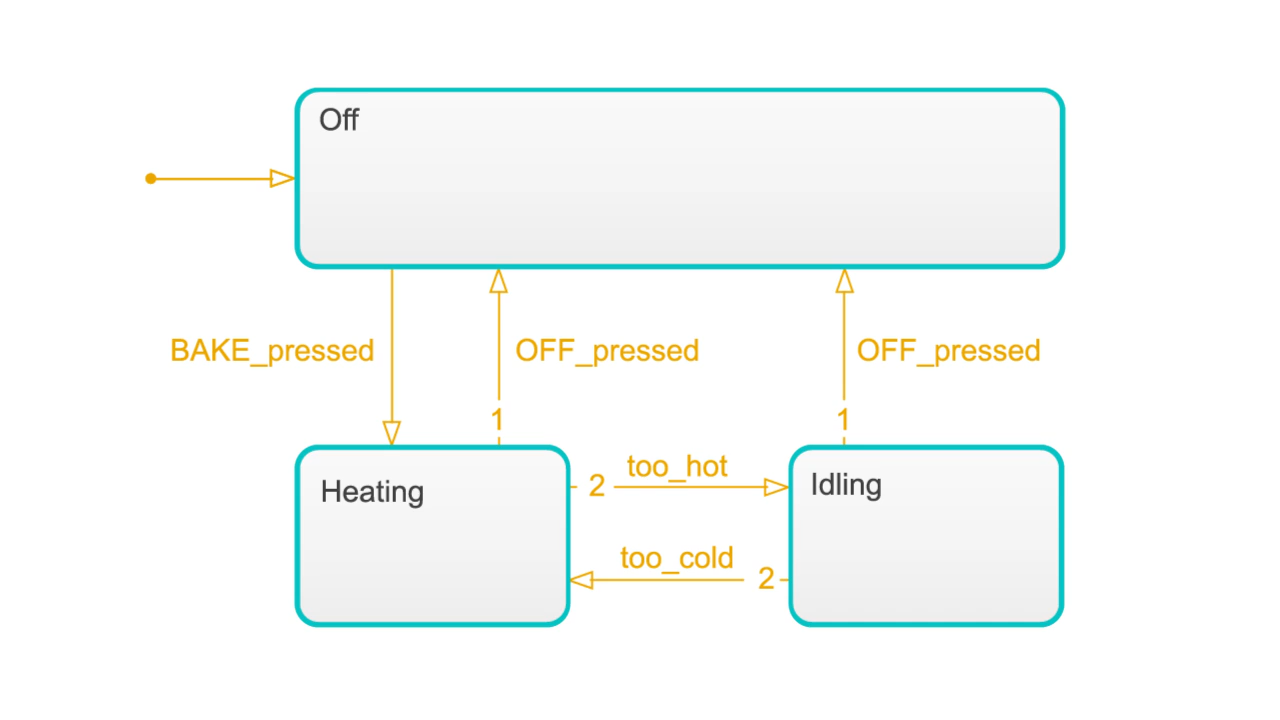 Off
BAKE_pressed
OFF_pressed
OFF_pressed
1
1
Heating
2
too_hot
Idling
too_cold
2